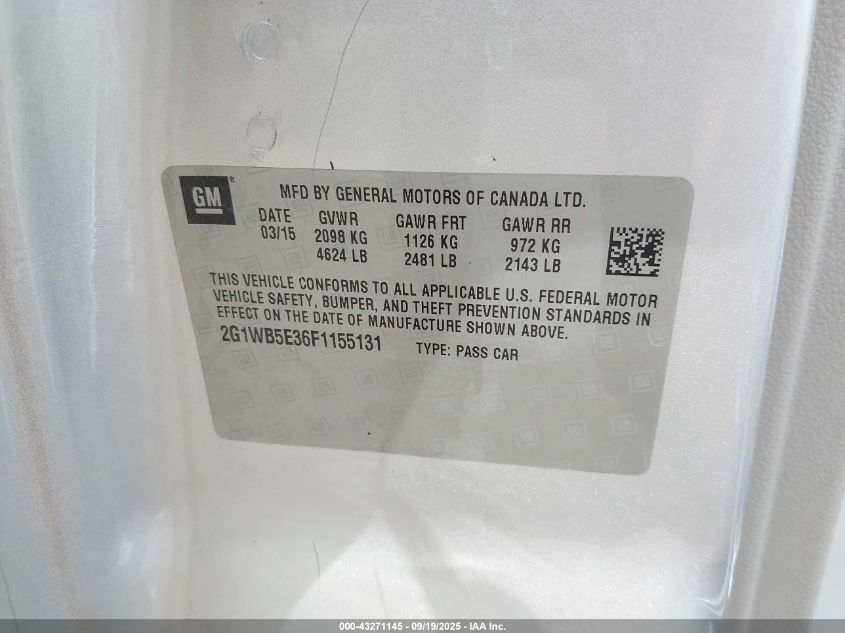 GM®
MFD BY GENERAL MOTORS OF CANADA LTD.
DATE GVWR GAWR FRT GAWR RR
03/15 2098 KG 1126 KG 972 KG
4624 LB 2481 LB 2143 LB
THIS VEHICLE CONFORMS TO ALL APPLICABLE U.S. FEDERAL MOTOR
VEHICLE SAFETY, BUMPER, AND THEFT PREVENTION STANDARDS IN
EFFECT ON THE DATE OF MANUFACTURE SHOWN ABOVE.
2G1WB5E36F1155131 TYPE: PASS CAR
000-43271145 - 09/19/2025 - IAA Inc.